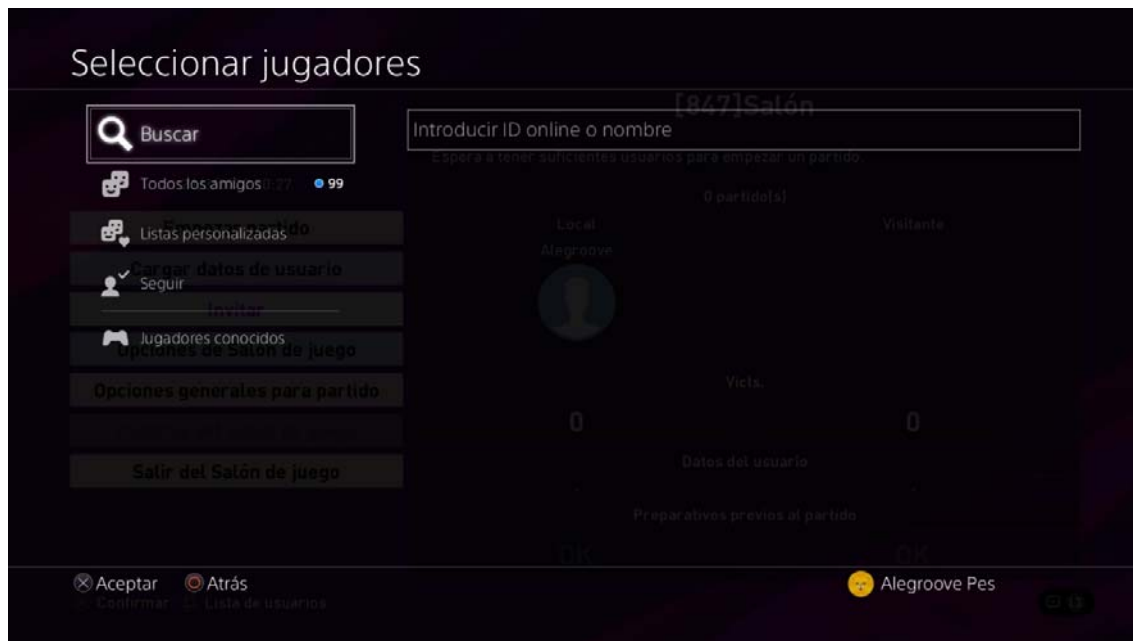 Seleccionar jugadores
[847]Salón
Buscar
Introducir ID online o nombre
Espera a tener suficientes usuarios para empezar un partido.
Todos los amigos
99
0:27
0 partido(s)
Empezar partido
Listas personalizadas
Local
Visitante
Alegroove
Cargar datos de usuario
Seguir
Invitar
Jugadores conocidos
Opciones de Salón de juego
Opciones generales para partido
Victs.
0
0
Salir del Salón de juego
Datos del usuario
Preparativos previos al partido
OK
OK
Aceptar
Atrás
Alegroove Pes
Confirmar
Lista de usuarios
13